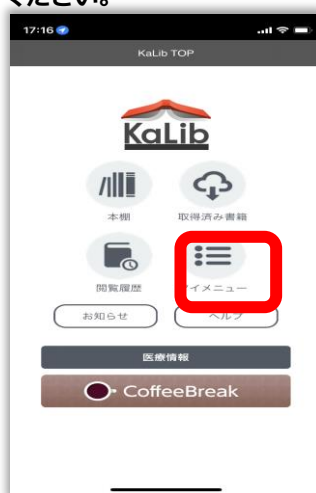 ください。
17:16
KaLib TOP
KaLib
本棚
取得済み書籍
閲覧履歴
マイメニュー
お知らせ
ヘルプ
医療情報
CoffeeBreak